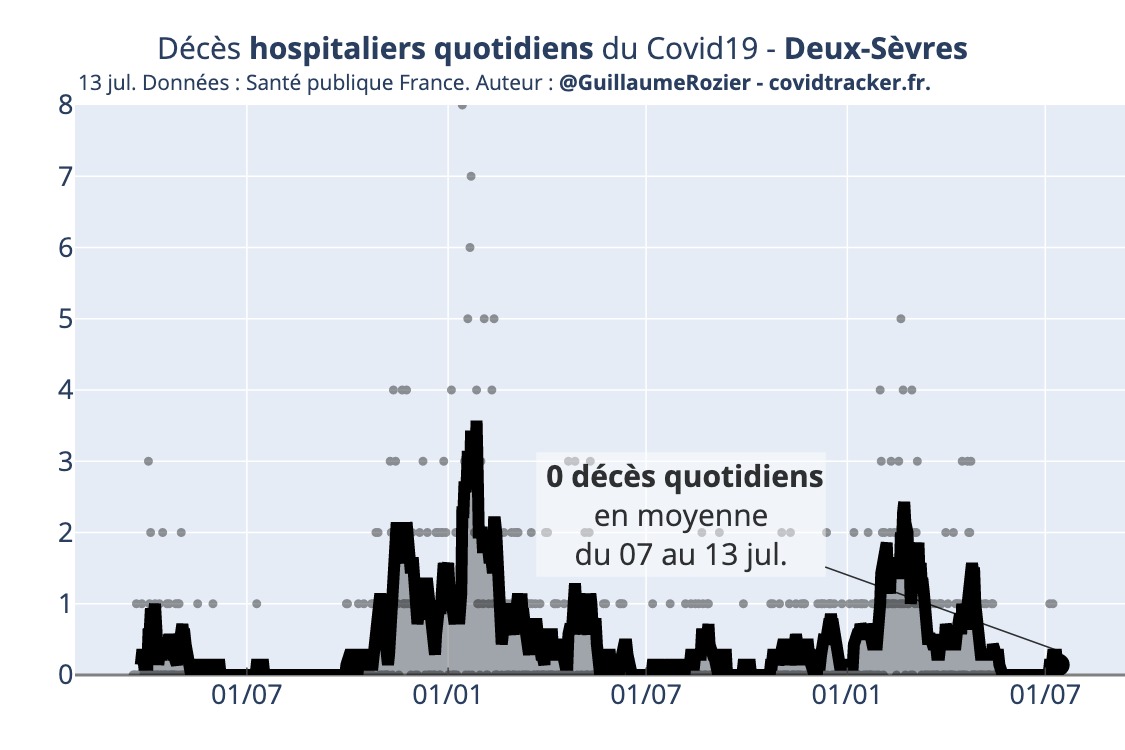 Décès hospitaliers quotidiens du Covid19 - Deux-Sèvres
13 jul. Données : Santé publique France. Auteur : @GuillaumeRozier - covidtracker.fr.
8
7
6
5
4
3
2
1
0
0 décès quotidiens
en moyenne
du 07 au 13 jul.
01/07 01/01 01/07 01/01 01/07